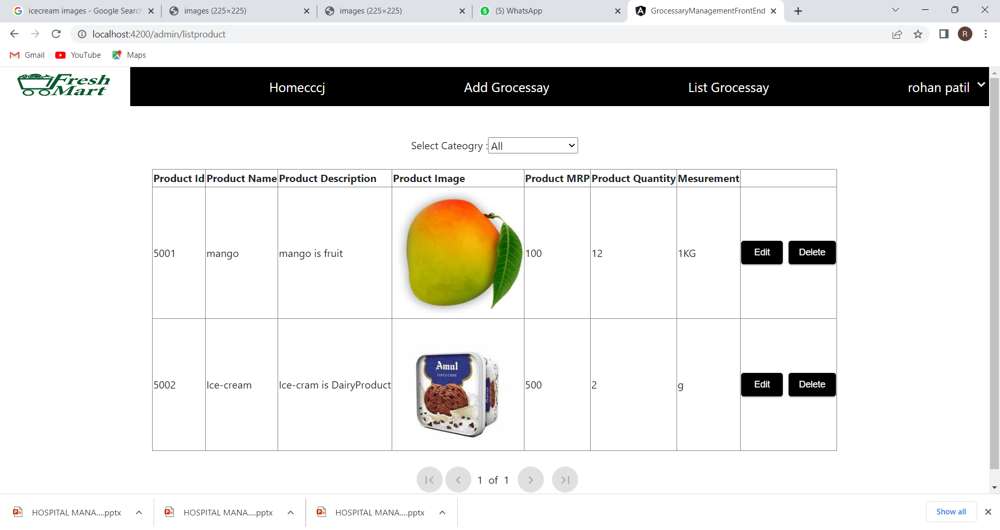 icecream images - Google Search
images (225×225)
images (225×225)
(5) WhatsApp
GrocessaryManagementFrontEnd
localhost:4200/admin/listproduct
R
Gmail
YouTube
Maps
Fresh
Mart
Homecccj
Add Grocessay
List Grocessay
rohan patil
Select Cateogry :
All
Product Id Product Name Product Description Product Image Product MRP Product Quantity Mesurement
5001 mango mango is fruit 100 12 1KG Edit Delete
Amul
CHOCO CHIPS
Amul
5002 Ice-cream Ice-cram is DairyProduct 500 2 g Edit Delete
1 of 1
HOSPITAL MANA....pptx
HOSPITAL MANA....pptx
HOSPITAL MANA....pptx
Show all